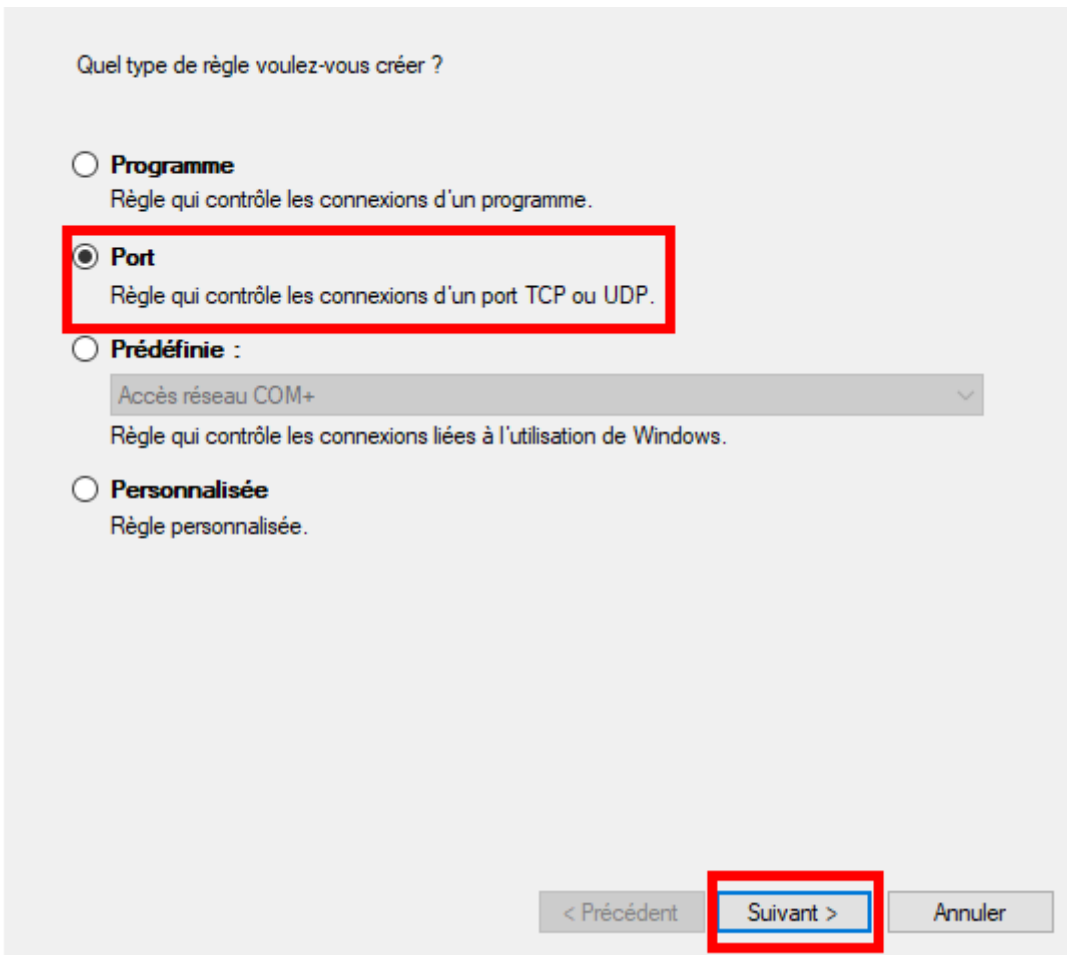 Quel type de règle voulez-vous créer ?
Programme
Règle qui contrôle les connexions d'un programme.
Port
Règle qui contrôle les connexions d'un port TCP ou UDP.
Prédéfinie :
Accès réseau COM+
Règle qui contrôle les connexions liées à l'utilisation de Windows.
Personnalisée
Règle personnalisée.
< Précédent Suivant > Annuler